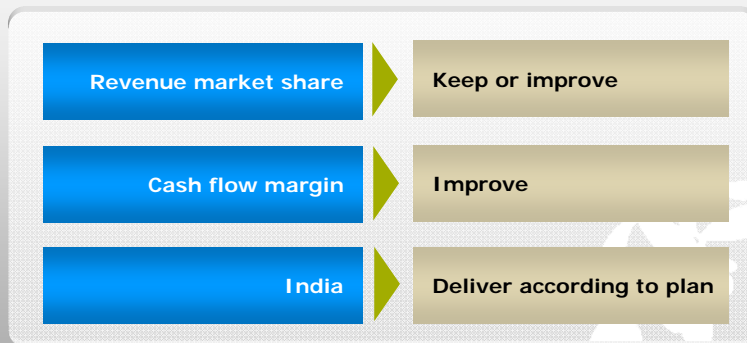 Revenue market share
Keep or improve
Cash flow margin
Improve
India
Deliver according to plan